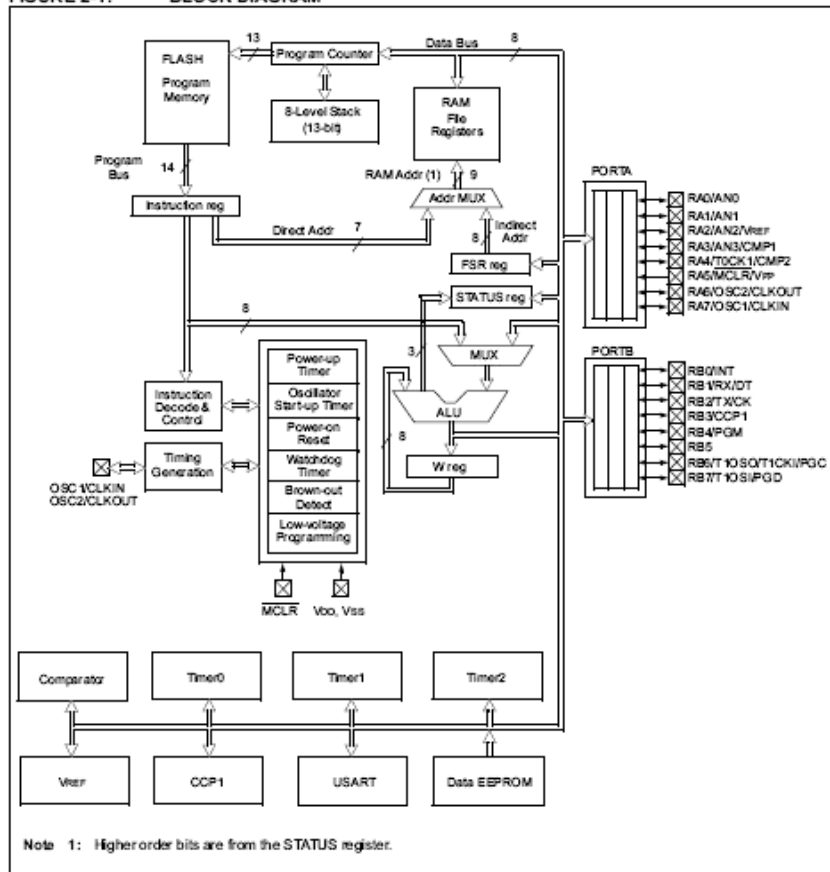 FIGURE 2-1: BLOCK DIAGRAM
FLASH
Program
Memory
13
Program Counter
Data Bus
8
8-Level Stack
(13-bit)
RAM
File
Registers
Program
Bus
14
RAM Addr (1)
9
Addr MUX
Instruction reg
Direct Addr
7
8
Indirect
Addr
FSR reg
STATUS reg
8
3
MUX
ALU
8
W reg
Power-up
Timer
Oscillator
Start-up Timer
Power-on
Reset
Watchdog
Timer
Brown-out
Detect
Low-voltage
Programming
Instruction
Decode &
Control
Timing
Generation
OSC1/CLKIN
OSC2/CLKOUT
MCLR
VDD, VSS
PORTA
RA0/AN0
RA1/AN1
RA2/AN2/VREF
RA3/AN3/CMP1
RA4/T0CK1/CMP2
RA5/MCLR/VPP
RA6/OSC2/CLKOUT
RA7/OSC1/CLKIN
PORTB
RB0/INT
RB1/RX/DT
RB2/TX/CK
RB3/CCP1
RB4/PGM
RB5
RB6/T1OSO/T1CKI/PGC
RB7/T1OSI/PGD
Comparator
Timer0
Timer1
Timer2
VREF
CCP1
USART
Data EEPROM
Note 1: Higher order bits are from the STATUS register.